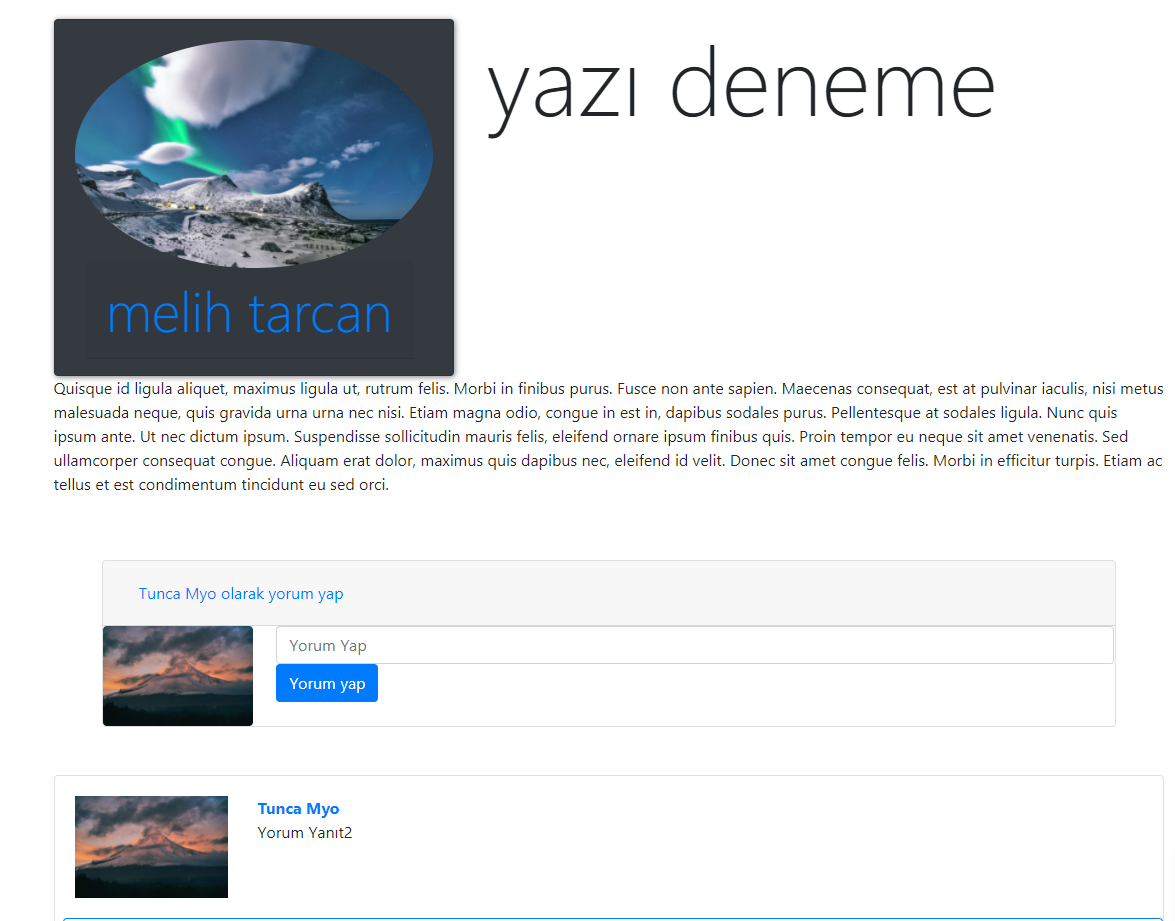 yazı deneme
melih tarcan
Quisque id ligula aliquet, maximus ligula ut, rutrum felis. Morbi in finibus purus. Fusce non ante sapien. Maecenas consequat, est at pulvinar iaculis, nisi metus
malesuada neque, quis gravida urna urna nec nisi. Etiam magna odio, congue in est in, dapibus sodales purus. Pellentesque at sodales ligula. Nunc quis
ipsum ante. Ut nec dictum ipsum. Suspendisse sollicitudin mauris felis, eleifend ornare ipsum finibus quis. Proin tempor eu neque sit amet venenatis. Sed
ullamcorper consequat congue. Aliquam erat dolor, maximus quis dapibus nec, eleifend id velit. Donec sit amet congue felis. Morbi in efficitur turpis. Etiam ac
tellus et est condimentum tincidunt eu sed orci.
Tunca Myo olarak yorum yap
Yorum Yap
Yorum yap
Tunca Myo
Yorum Yanıt2